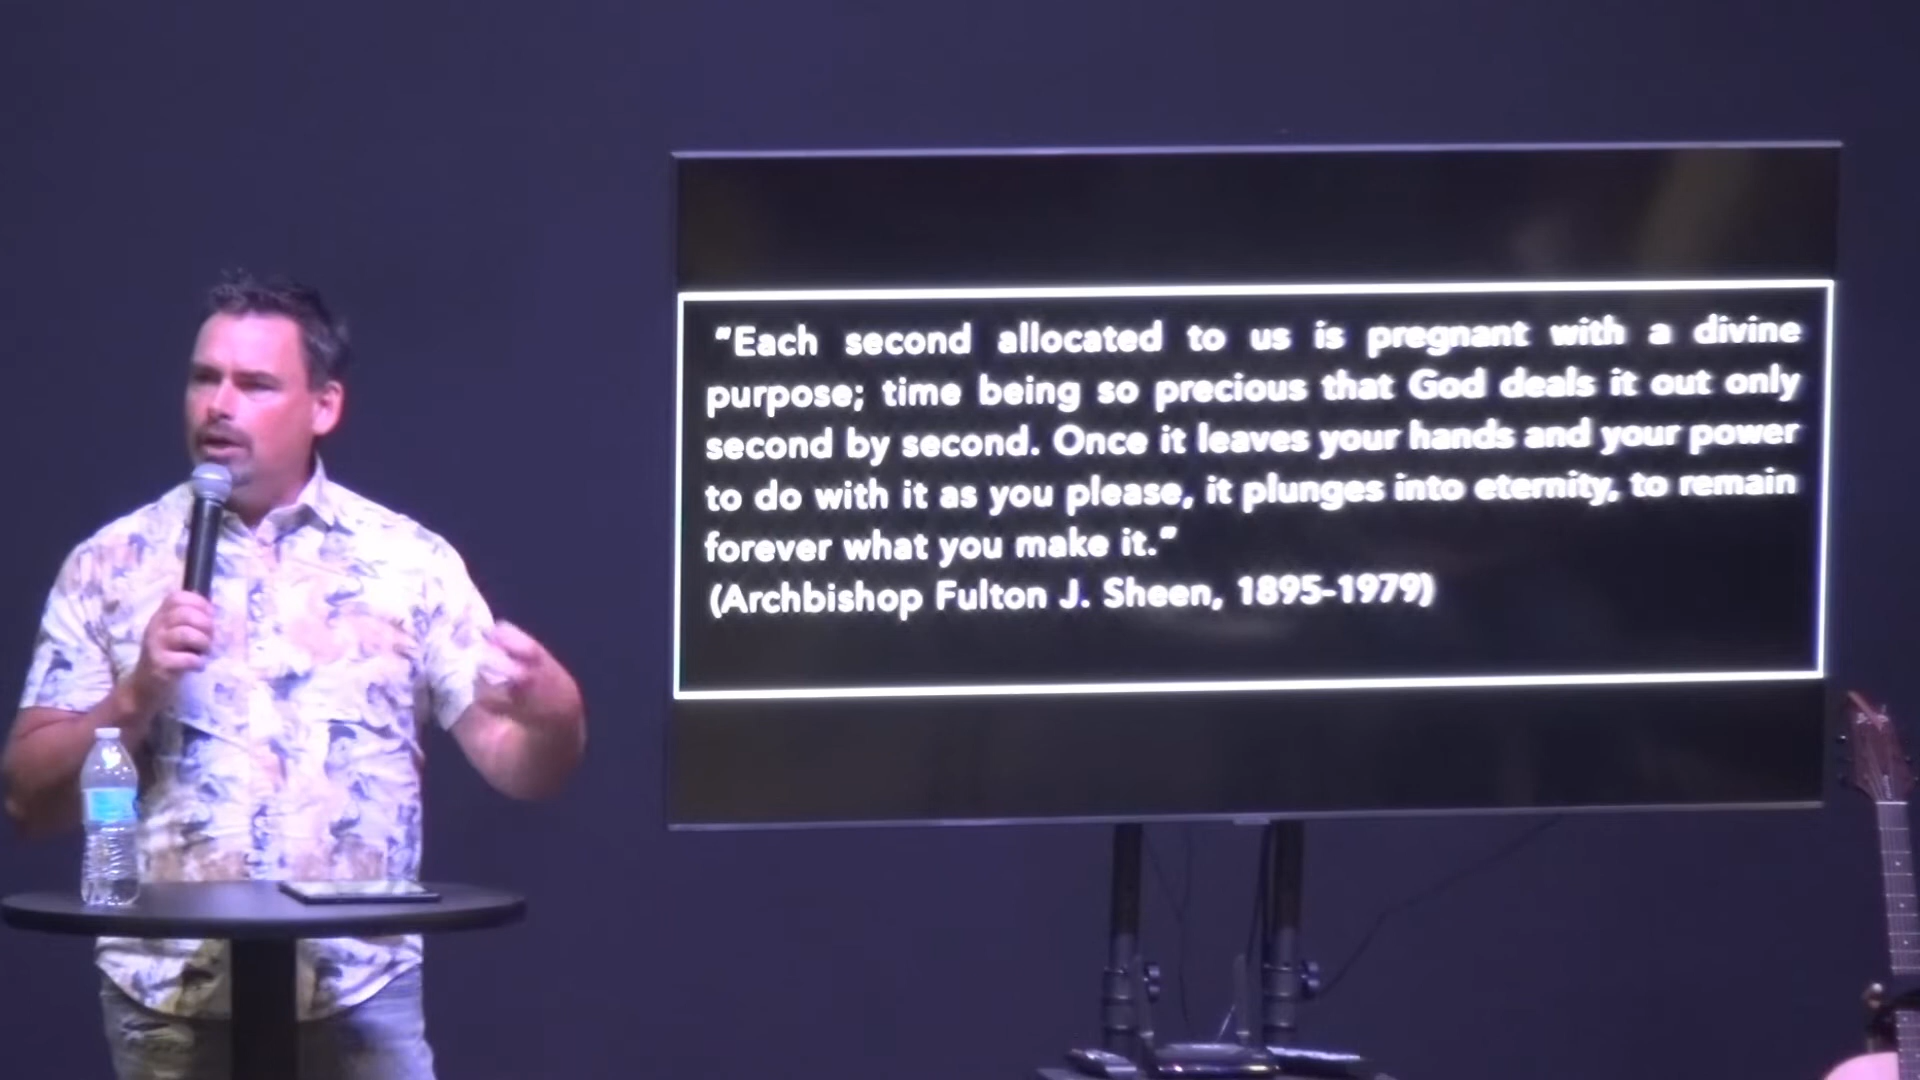 “Each second allocated to us is pregnant with a divine
purpose; time being so precious that God deals it out only
second by second. Once it leaves your hands and your power
to do with it as you please, it plunges into eternity, to remain
forever what you make it.”
(Archbishop Fulton J. Sheen, 1895-1979)